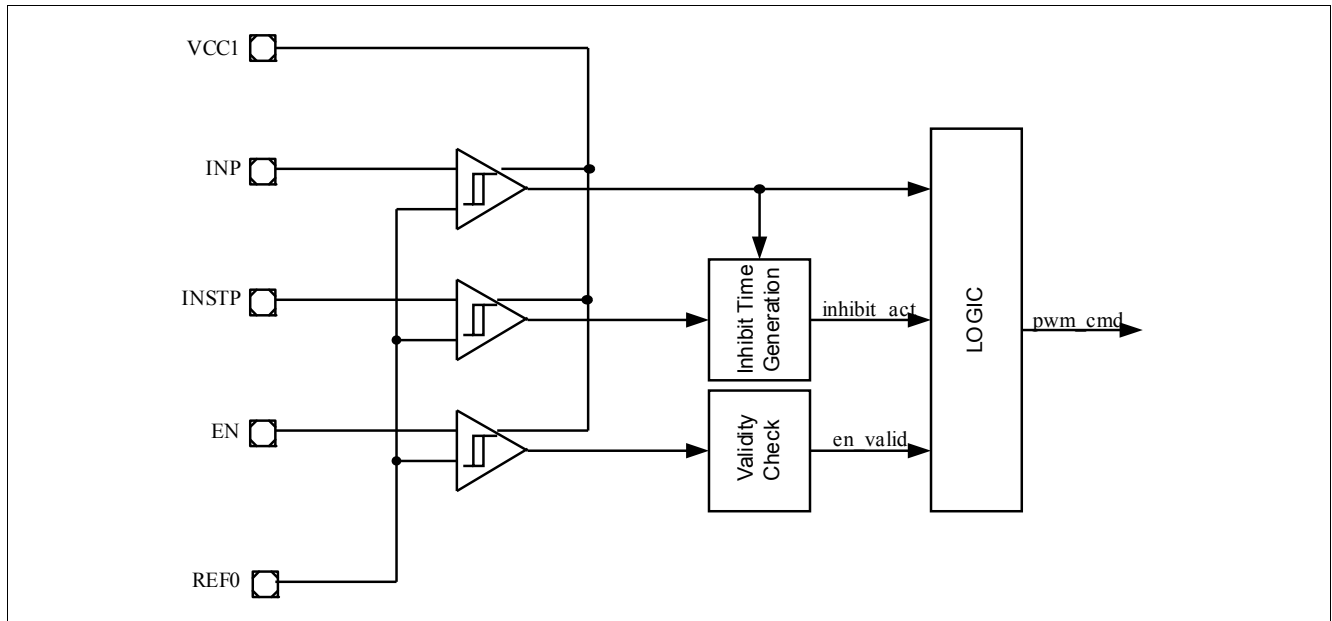 VCC1
INP
INSTP
EN
REF0
Inhibit Time
Generation
Validity
Check
inhibit_act
en_valid
LOGIC
pwm_cmd